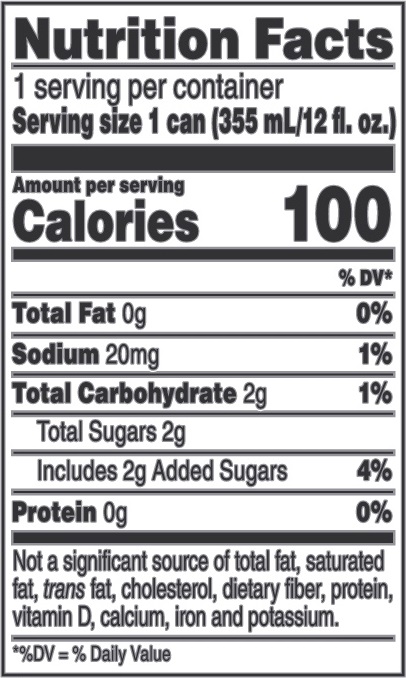 Nutrition Facts
1 serving per container
Serving size 1 can (355 mL/12 fl. oz.)
Amount per serving
Calories 100
% DV*
Total Fat 0g 0%
Sodium 20mg 1%
Total Carbohydrate 2g 1%
Total Sugars 2g
Includes 2g Added Sugars 4%
Protein 0g 0%
Not a significant source of total fat, saturated
fat, trans fat, cholesterol, dietary fiber, protein,
vitamin D, calcium, iron and potassium.
*%DV = % Daily Value